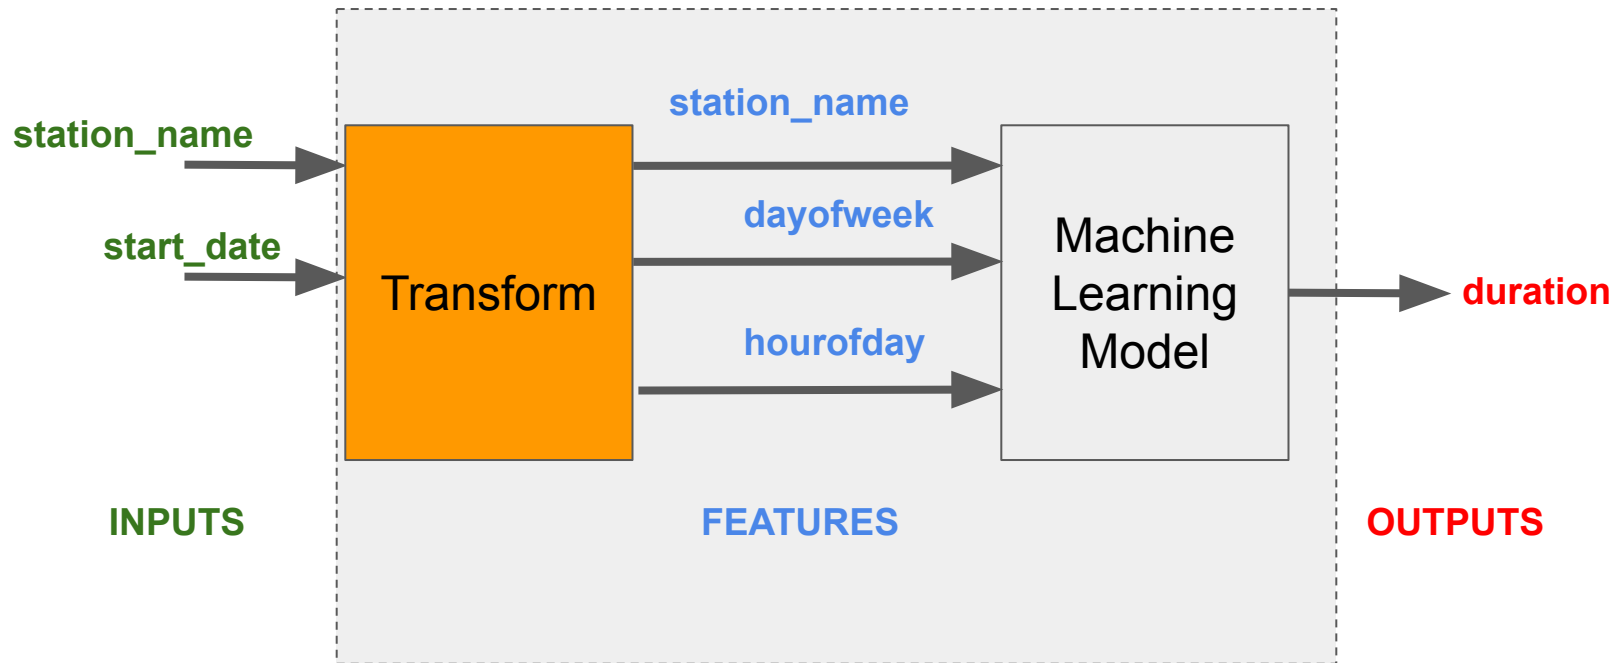 station_name
start_date
Transform
station_name
dayofweek
hourofday
Machine
Learning
Model
duration
INPUTS
FEATURES
OUTPUTS